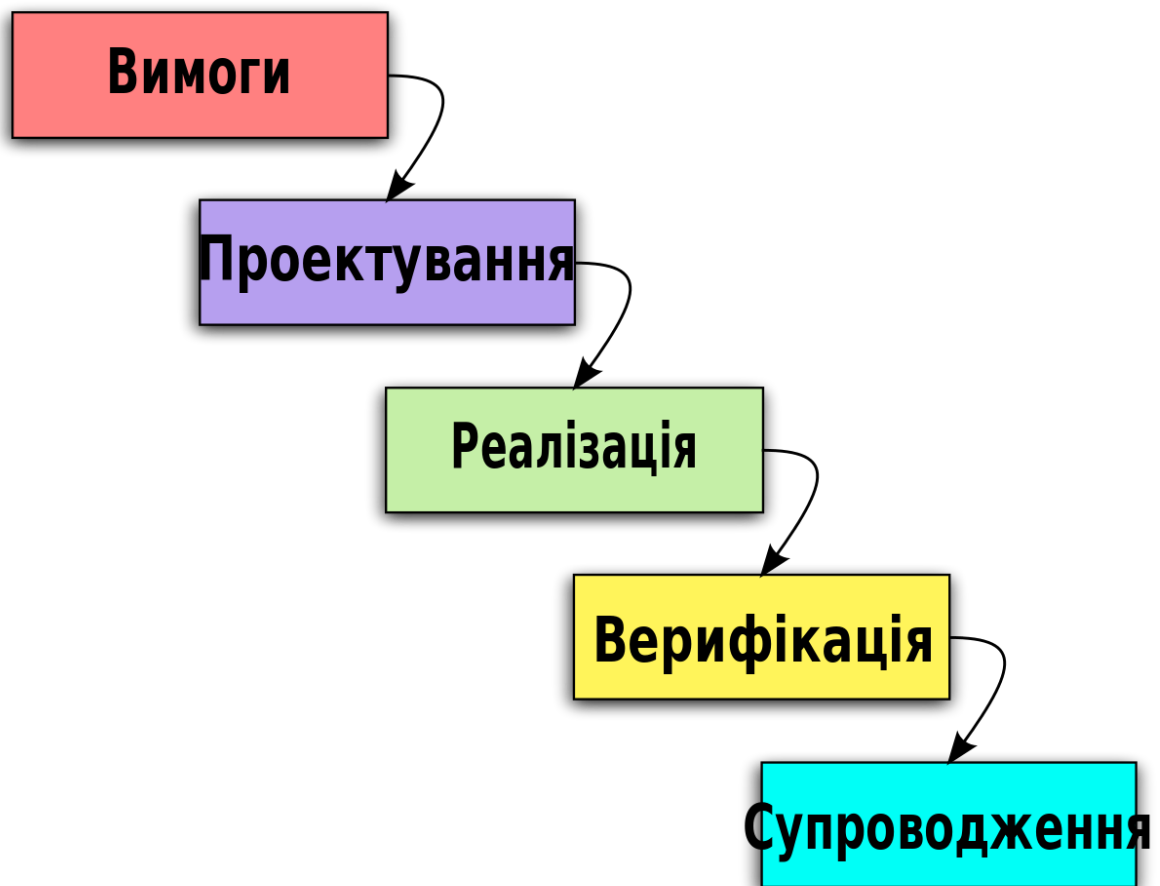 Вимоги
Проектування
Реалізація
Верифікація
Супроводження